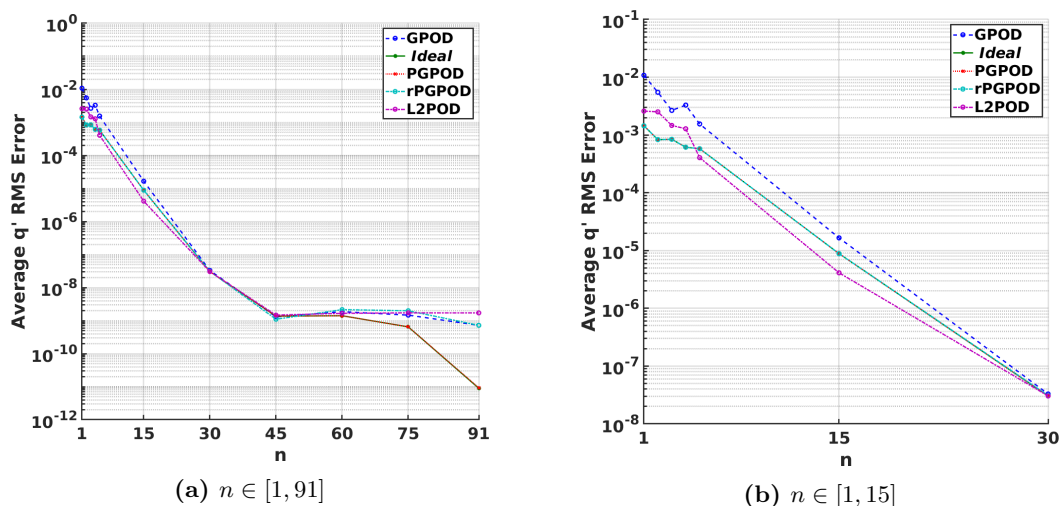 10^0
10^-2
10^-4
10^-6
10^-8
10^-10
10^-12
Average q' RMS Error
GPOD
Ideal
PGPOD
rPGPOD
L2POD
1 15 30 45 60 75 91
n
(a) n ∈ [1, 91]
10^-1
10^-2
10^-3
10^-4
10^-5
10^-6
10^-7
10^-8
Average q' RMS Error
GPOD
Ideal
PGPOD
rPGPOD
L2POD
1 15 30
n
(b) n ∈ [1, 15]